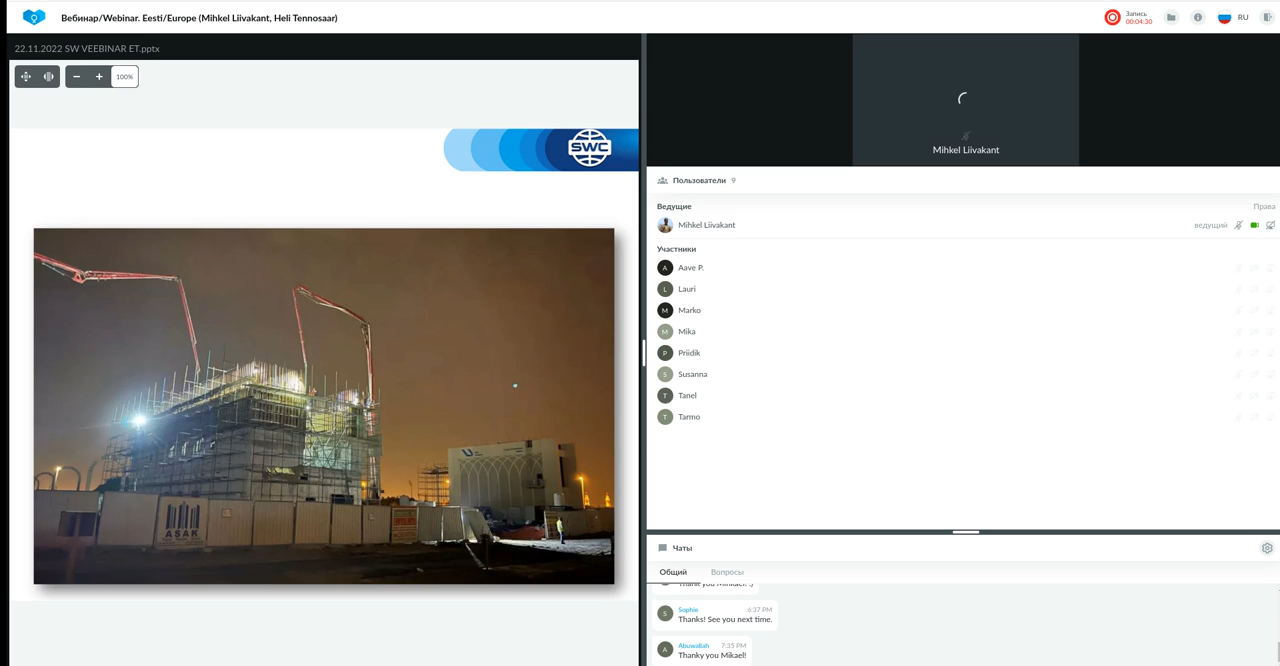 Вебинар/Webinar. Eesti/Europe (Mihkel Liivakant, Heli Tennosaar)
Запись
00:04:30
RU
22.11.2022 SW VEEBINAR ET.pptx
100%
SWC
ASAK
Mihkel Liivakant
Пользователи 9
Ведущие Права
Mihkel Liivakant ведущий
Участники
A Aave P.
L Lauri
M Marko
M Mika
P Priidik
S Susanna
T Tanel
T Tarmo
Чаты
Общий Вопросы
S Sophie 6:37 PM
Thanks! See you next time.
A Abuwallah 7:35 PM
Thanky you Mikael!